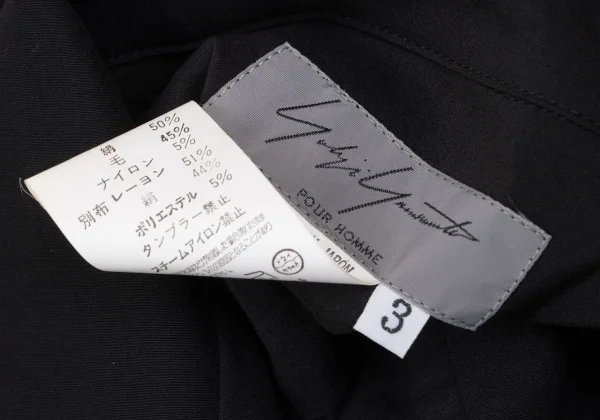 絹 50%
毛 45%
ナイロン 5%
別布 レーヨン 51%
絹 44%
ポリエステル 5%
タンブラー禁止
スチームアイロン禁止
Yohji Yamamoto
POUR HOMME
JAPON
3